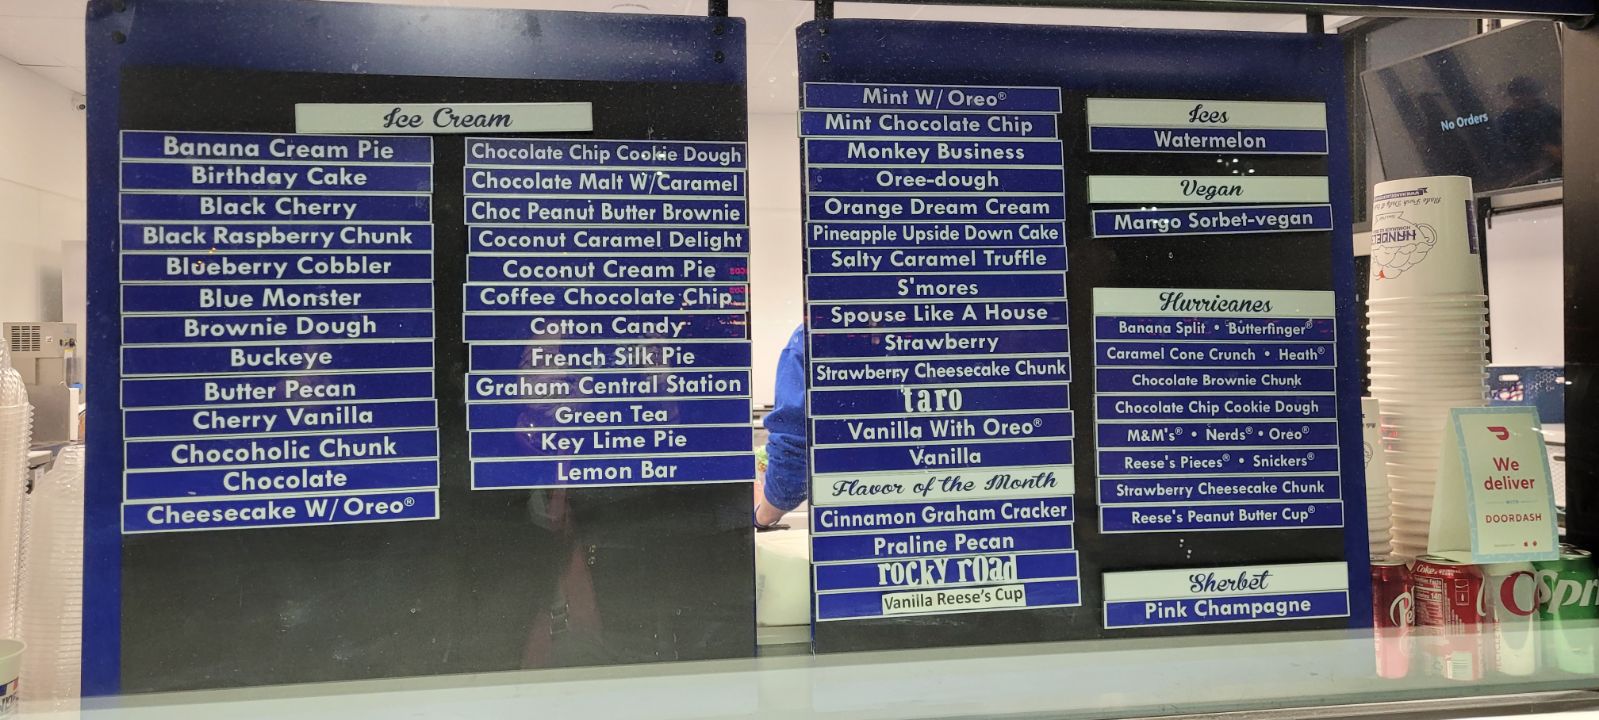 Ice Cream
Banana Cream Pie
Birthday Cake
Black Cherry
Black Raspberry Chunk
Blueberry Cobbler
Blue Monster
Brownie Dough
Buckeye
Butter Pecan
Cherry Vanilla
Chocoholic Chunk
Chocolate
Cheesecake W/Oreo®
Chocolate Chip Cookie Dough
Chocolate Malt W/Caramel
Choc Peanut Butter Brownie
Coconut Caramel Delight
Coconut Cream Pie
Coffee Chocolate Chip
Cotton Candy
French Silk Pie
Graham Central Station
Green Tea
Key Lime Pie
Lemon Bar
Mint W/Oreo®
Mint Chocolate Chip
Monkey Business
Oree-dough
Orange Dream Cream
Pineapple Upside Down Cake
Salty Caramel Truffle
S'mores
Spouse Like A House
Strawberry
Strawberry Cheesecake Chunk
taro
Vanilla With Oreo®
Vanilla
Flavor of the Month
Cinnamon Graham Cracker
Praline Pecan
rocky road
Vanilla Reese's Cup
Ices
Watermelon
Vegan
Mango Sorbet-vegan
Hurricanes
Banana Split • Butterfinger®
Caramel Cone Crunch • Heath®
Chocolate Brownie Chunk
Chocolate Chip Cookie Dough
M&M's® • Nerds® • Oreo®
Reese's Pieces® • Snickers®
Strawberry Cheesecake Chunk
Reese's Peanut Butter Cup®
Sherbet
Pink Champagne
No Orders
We
deliver
WITH
DOORDASH
Coke